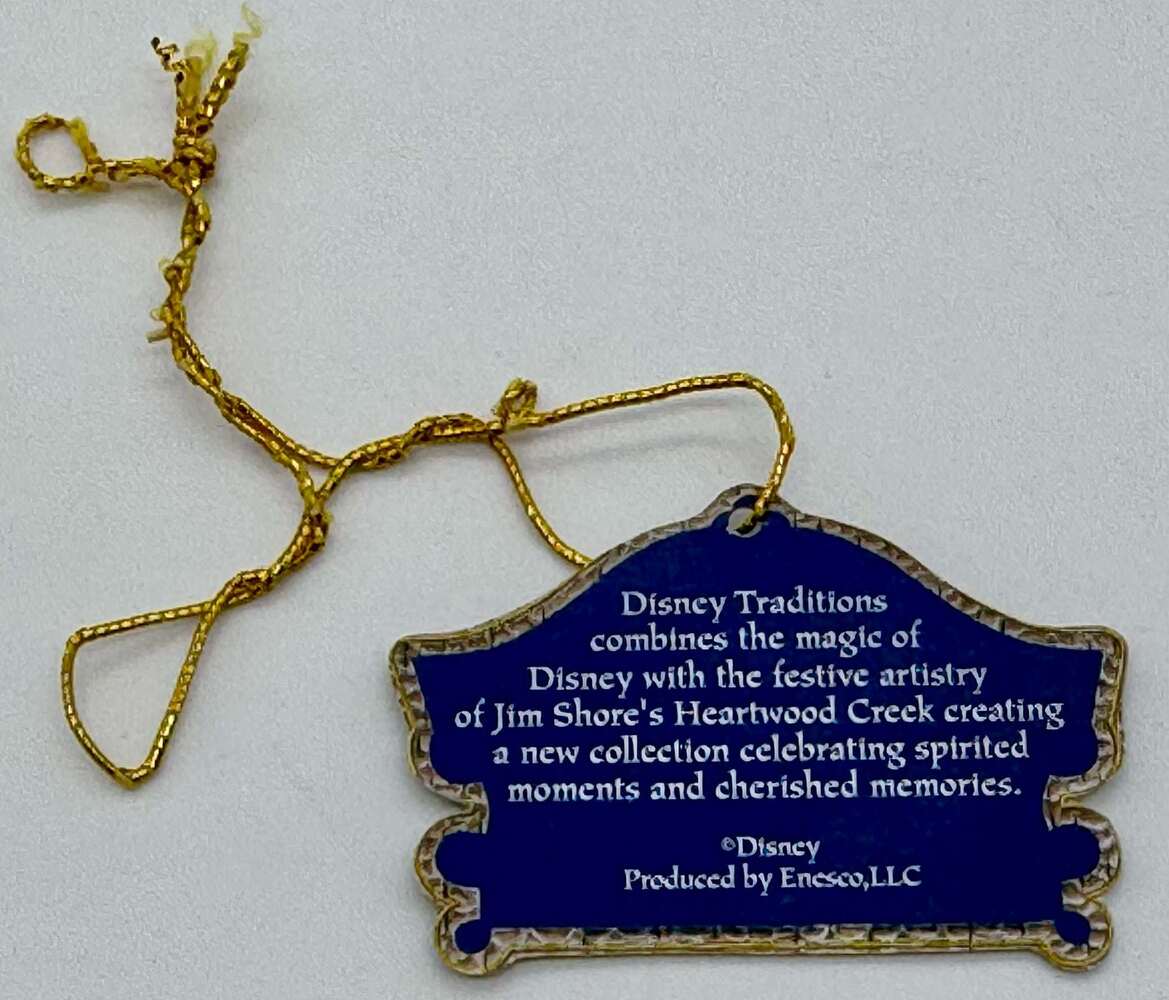 Disney Traditions
combines the magic of
Disney with the festive artistry
of Jim Shore's Heartwood Creek creating
a new collection celebrating spirited
moments and cherished memories.
©Disney
Produced by Enesco,LLC